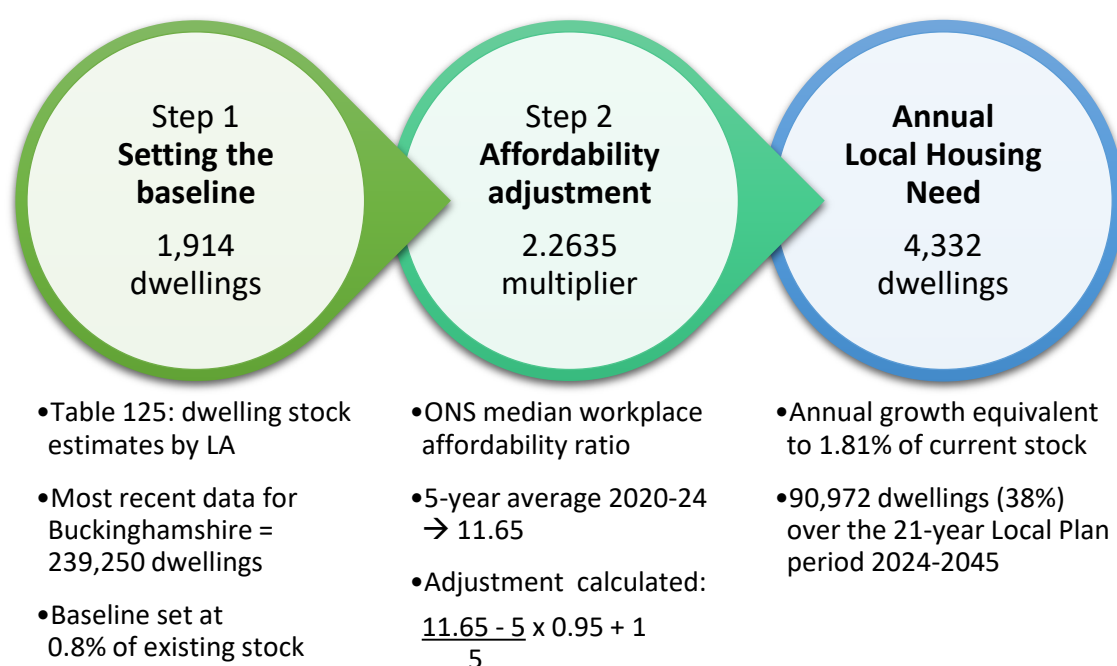 Step 1
Setting the
baseline
1,914
dwellings
Step 2
Affordability
adjustment
2.2635
multiplier
Annual
Local Housing
Need
4,332
dwellings
•Table 125: dwelling stock
estimates by LA
•Most recent data for
Buckinghamshire =
239,250 dwellings
•Baseline set at
0.8% of existing stock
•ONS median workplace
affordability ratio
•5-year average 2020-24
→ 11.65
•Adjustment calculated:
11.65 - 5 x 0.95 + 1
5
•Annual growth equivalent
to 1.81% of current stock
•90,972 dwellings (38%)
over the 21-year Local Plan
period 2024-2045